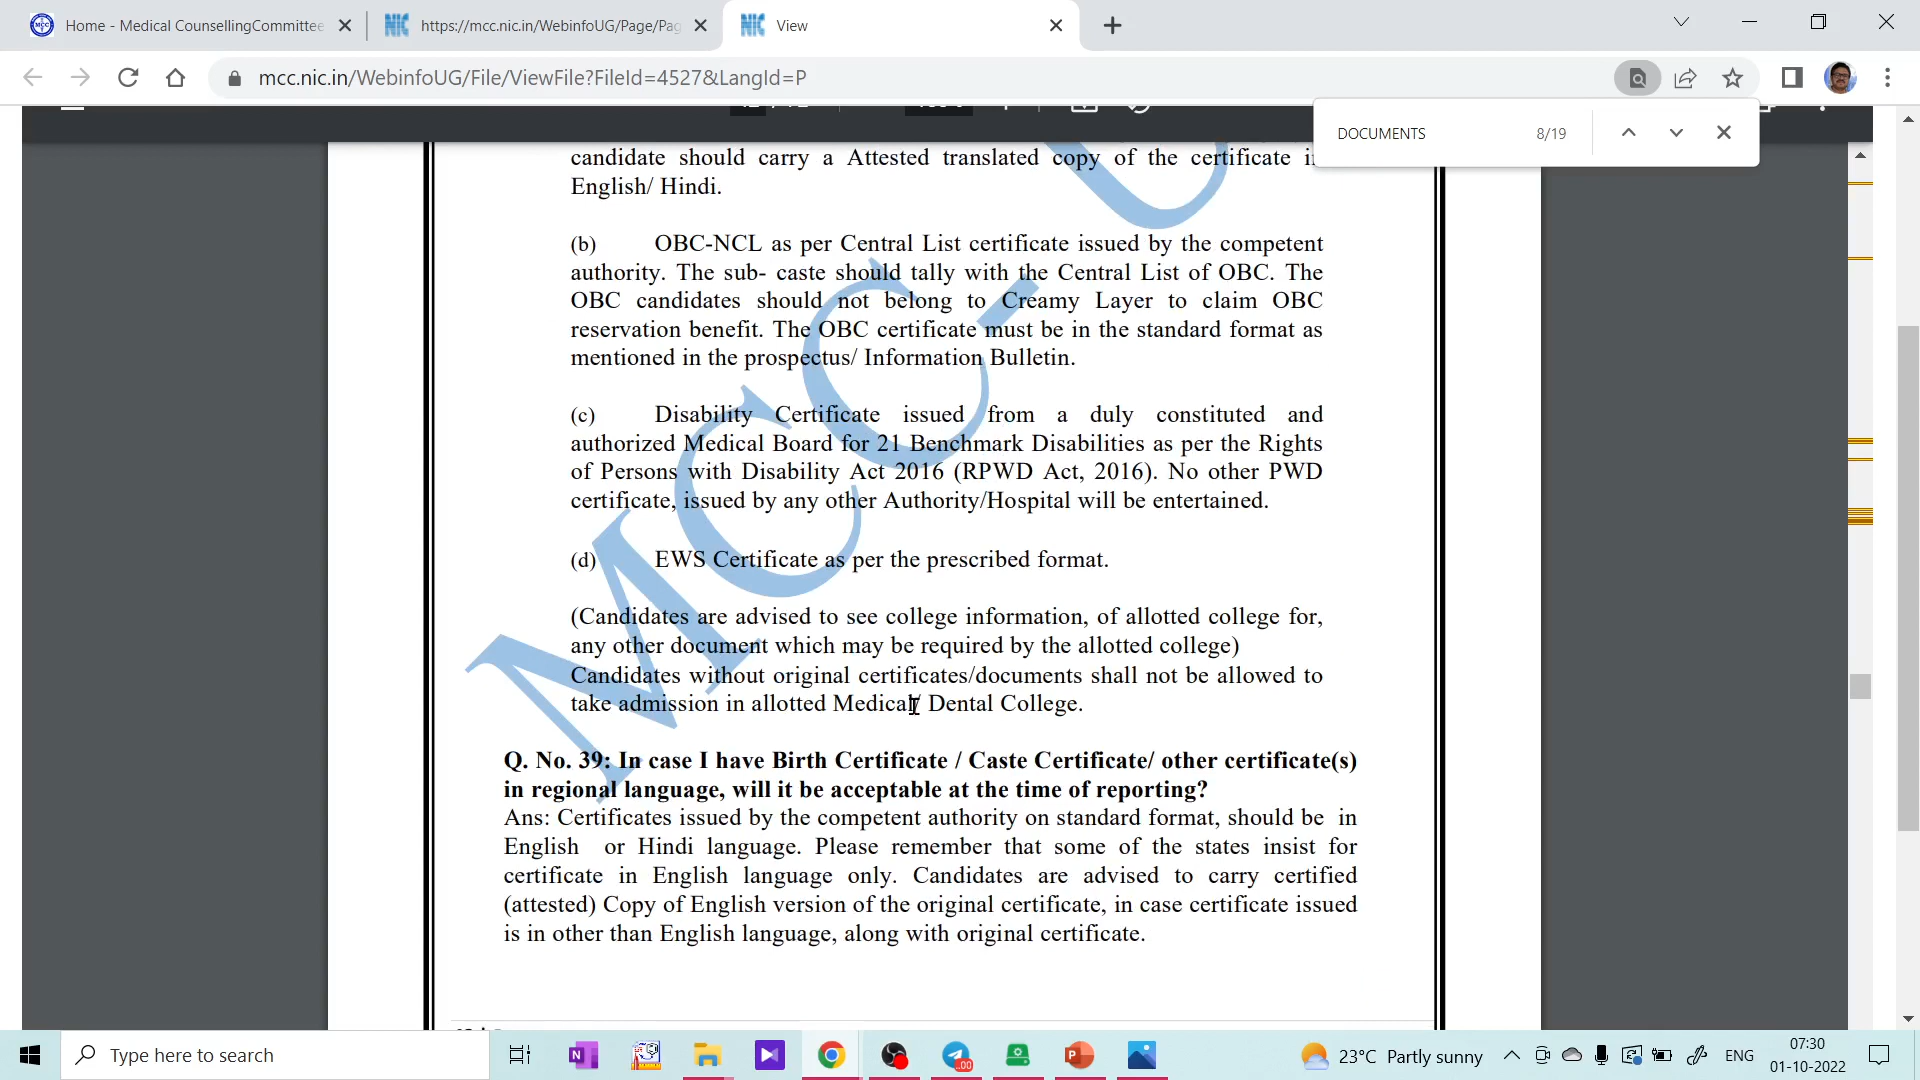 Home - Medical CounsellingCommittee
https://mcc.nic.in/WebinfoUG/Page/Pag
View
mcc.nic.in/WebinfoUG/File/ViewFile?FileId=4527&LangId=P
DOCUMENTS 8/19
candidate should carry a Attested translated copy of the certificate
English/ Hindi.
(b) OBC-NCL as per Central List certificate issued by the competent
authority. The sub- caste should tally with the Central List of OBC. The
OBC candidates should not belong to Creamy Layer to claim OBC
reservation benefit. The OBC certificate must be in the standard format as
mentioned in the prospectus/ Information Bulletin.
(c) Disability Certificate issued from a duly constituted and
authorized Medical Board for 21 Benchmark Disabilities as per the Rights
of Persons with Disability Act 2016 (RPWD Act, 2016). No other PWD
certificate, issued by any other Authority/Hospital will be entertained.
(d) EWS Certificate as per the prescribed format.
(Candidates are advised to see college information, of allotted college for,
any other document which may be required by the allotted college)
Candidates without original certificates/documents shall not be allowed to
take admission in allotted Medical/ Dental College.
Q. No. 39: In case I have Birth Certificate / Caste Certificate/ other certificate(s)
in regional language, will it be acceptable at the time of reporting?
Ans: Certificates issued by the competent authority on standard format, should be in
English or Hindi language. Please remember that some of the states insist for
certificate in English language only. Candidates are advised to carry certified
(attested) Copy of English version of the original certificate, in case certificate issued
is in other than English language, along with original certificate.
MCC-
Type here to search
23°C Partly sunny
ENG
07:30
01-10-2022